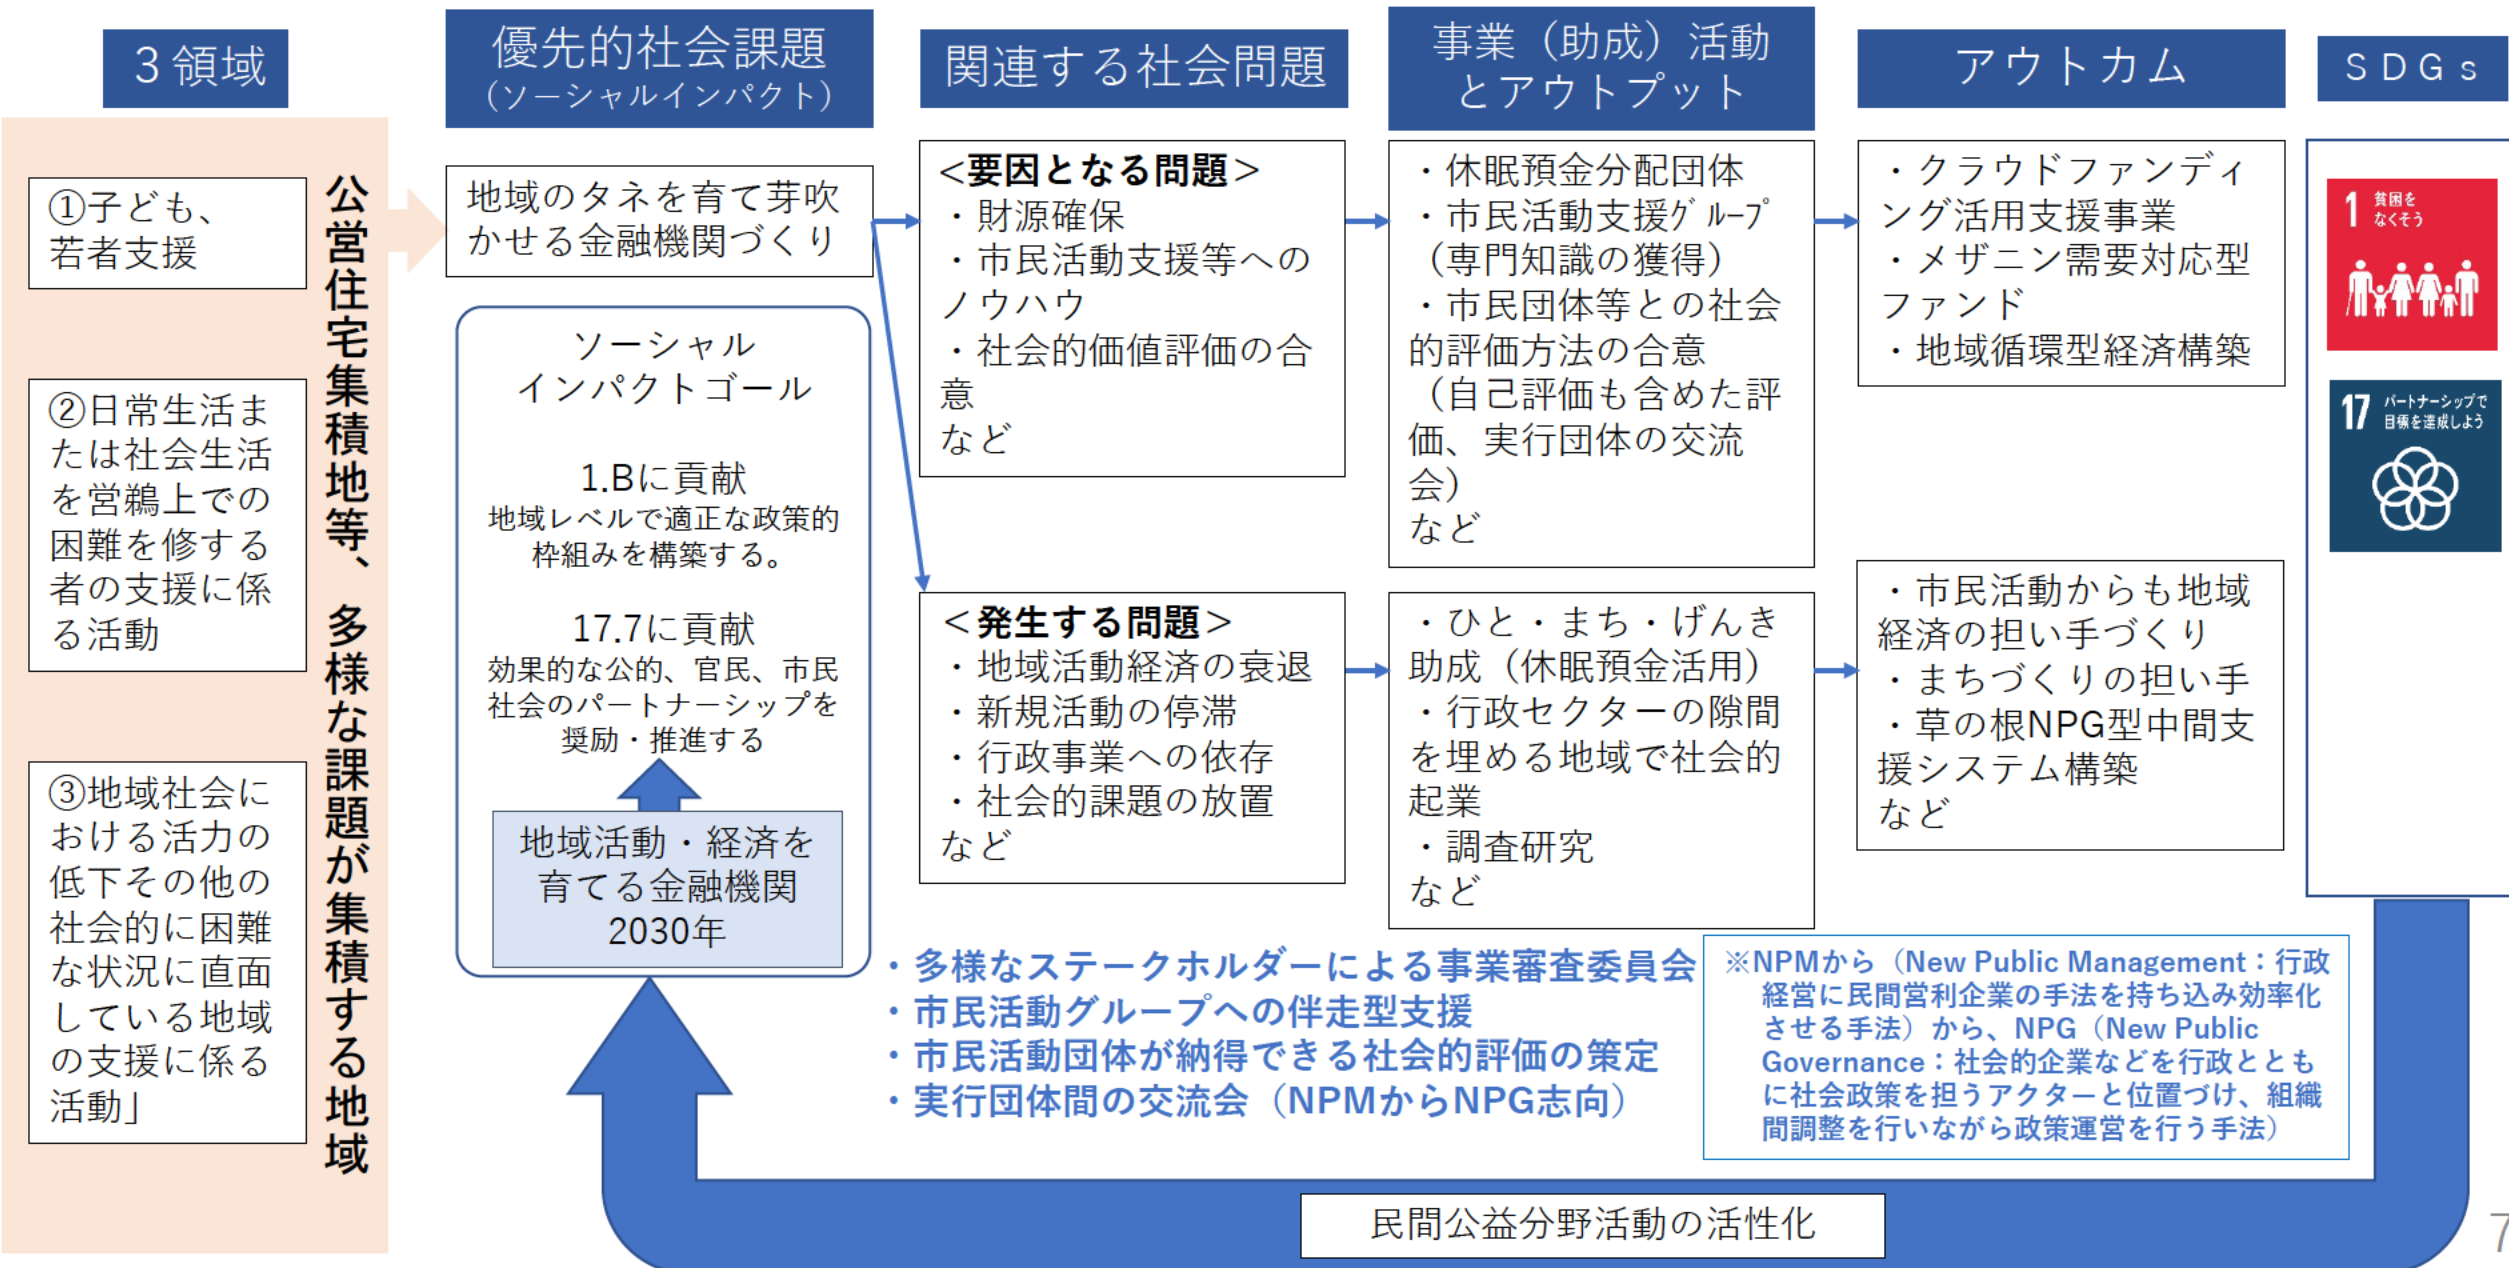 3領域
①子ども、
若者支援
②日常生活ま
たは社会生活
を営鵜上での
困難を修する
者の支援に係
る活動
③地域社会に
おける活力の
低下その他の
社会的に困難
な状況に直面
している地域
の支援に係る
活動」
公営住宅集積地等、多様な課題が集積する地域
優先的社会課題
（ソーシャルインパクト）
地域のタネを育て芽吹
かせる金融機関づくり
ソーシャル
インパクトゴール
1.Bに貢献
地域レベルで適正な政策的
枠組みを構築する。
17.7に貢献
効果的な公的、官民、市民
社会のパートナーシップを
奨励・推進する
地域活動・経済を
育てる金融機関
2030年
関連する社会問題
<要因となる問題>
・財源確保
・市民活動支援等への
ノウハウ
・社会的価値評価の合
意
など
＜発生する問題＞
・地域活動経済の衰退
・新規活動の停滞
・行政事業への依存
・社会的課題の放置
など
事業（助成）活動
とアウトプット
・休眠預金分配団体
・市民活動支援ｸﾞﾙｰﾌﾟ
（専門知識の獲得）
・市民団体等との社会
的評価方法の合意
（自己評価も含めた評
価、実行団体の交流
会）
など
・ひと・まち・げんき
助成（休眠預金活用）
・行政セクターの隙間
を埋める地域で社会的
起業
・調査研究
など
アウトカム
・クラウドファンディ
ング活用支援事業
・メザニン需要対応型
ファンド
・地域循環型経済構築
・市民活動からも地域
経済の担い手づくり
・まちづくりの担い手
・草の根NPG型中間支
援システム構築
など
ＳＤＧｓ
1 貧困を
なくそう
17 パートナーシップで
目標を達成しよう
・多様なステークホルダーによる事業審査委員会
・市民活動グループへの伴走型支援
・市民活動団体が納得できる社会的評価の策定
・実行団体間の交流会（NPMからNPG志向）
※NPMから（New Public Management：行政
経営に民間営利企業の手法を持ち込み効率化
させる手法）から、NPG（New Public
Governance：社会的企業などを行政ととも
に社会政策を担うアクターと位置づけ、組織
間調整を行いながら政策運営を行う手法）
民間公益分野活動の活性化
7